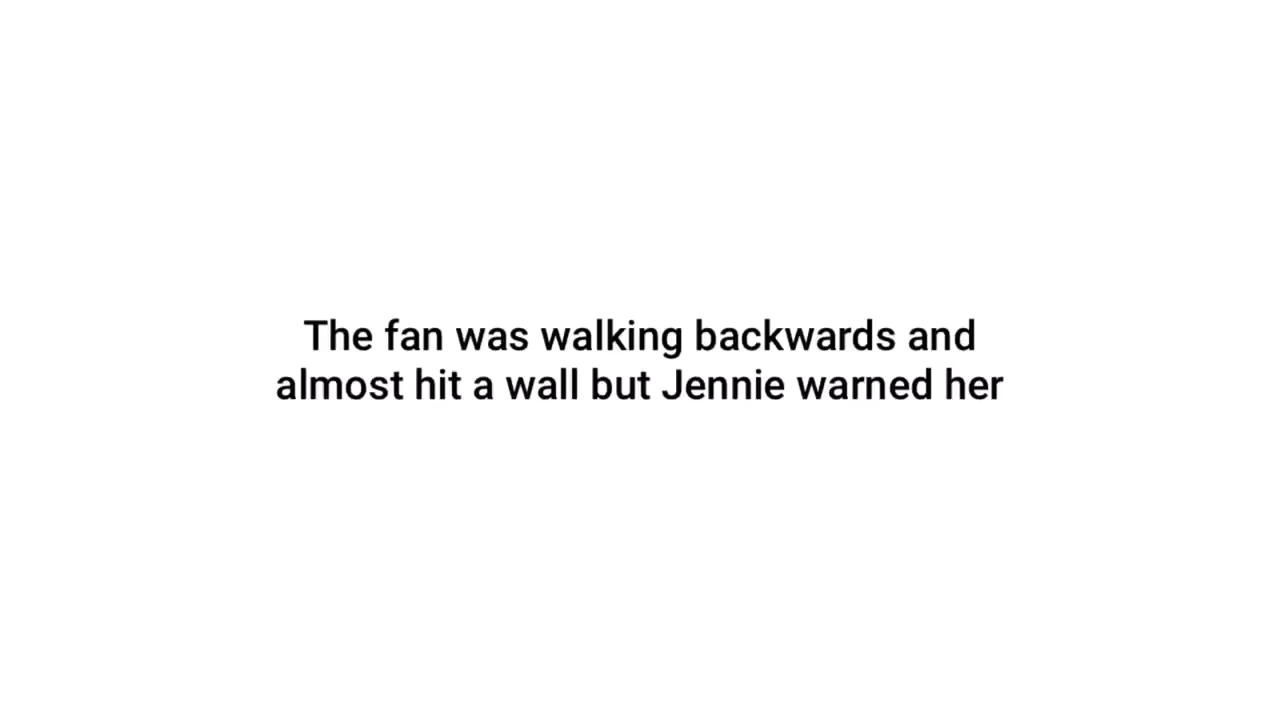 The fan was walking backwards and
almost hit a wall but Jennie warned her